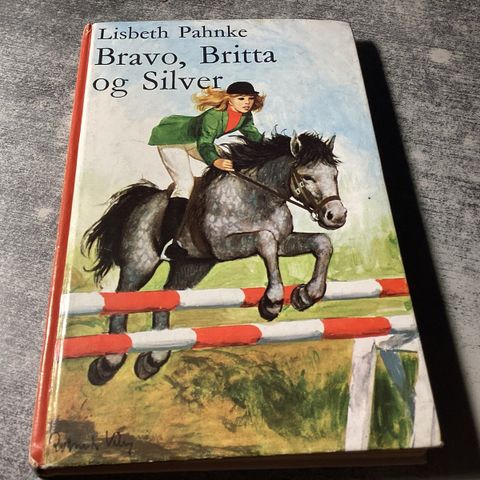 Lisbeth Pahnke
Bravo, Britta
og Silver